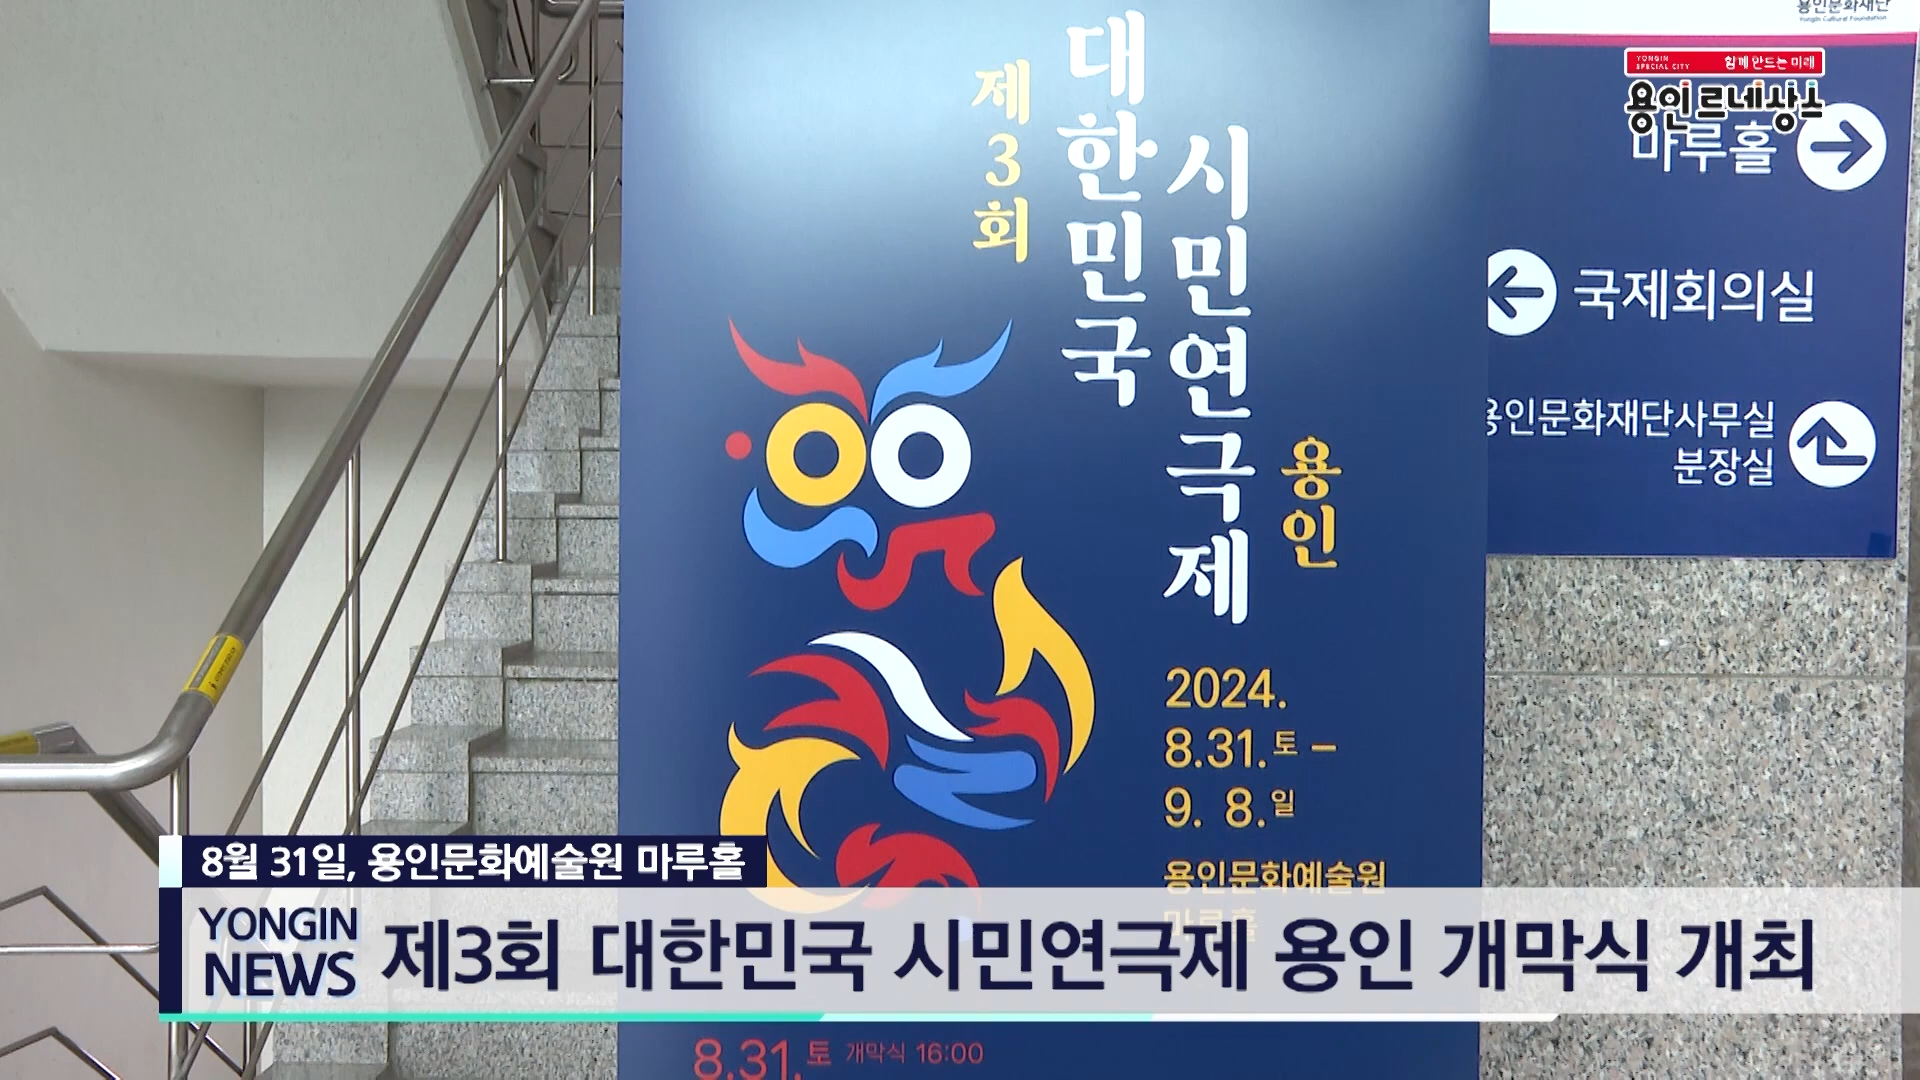 용인문화재단
Yongin Cultural Foundation
YONGIN
SPECIAL CITY
함께 만드는 미래
용인 르네상스
마루홀
국제회의실
용인문화재단사무실
분장실
제3회
대한민국
시민연극제
용인
2024.
8.31.토 –
9. 8.일
용인문화예술원
마루홀
8월 31일, 용인문화예술원 마루홀
YONGIN
NEWS
제3회 대한민국 시민연극제 용인 개막식 개최
8.31.토 개막식 16:00